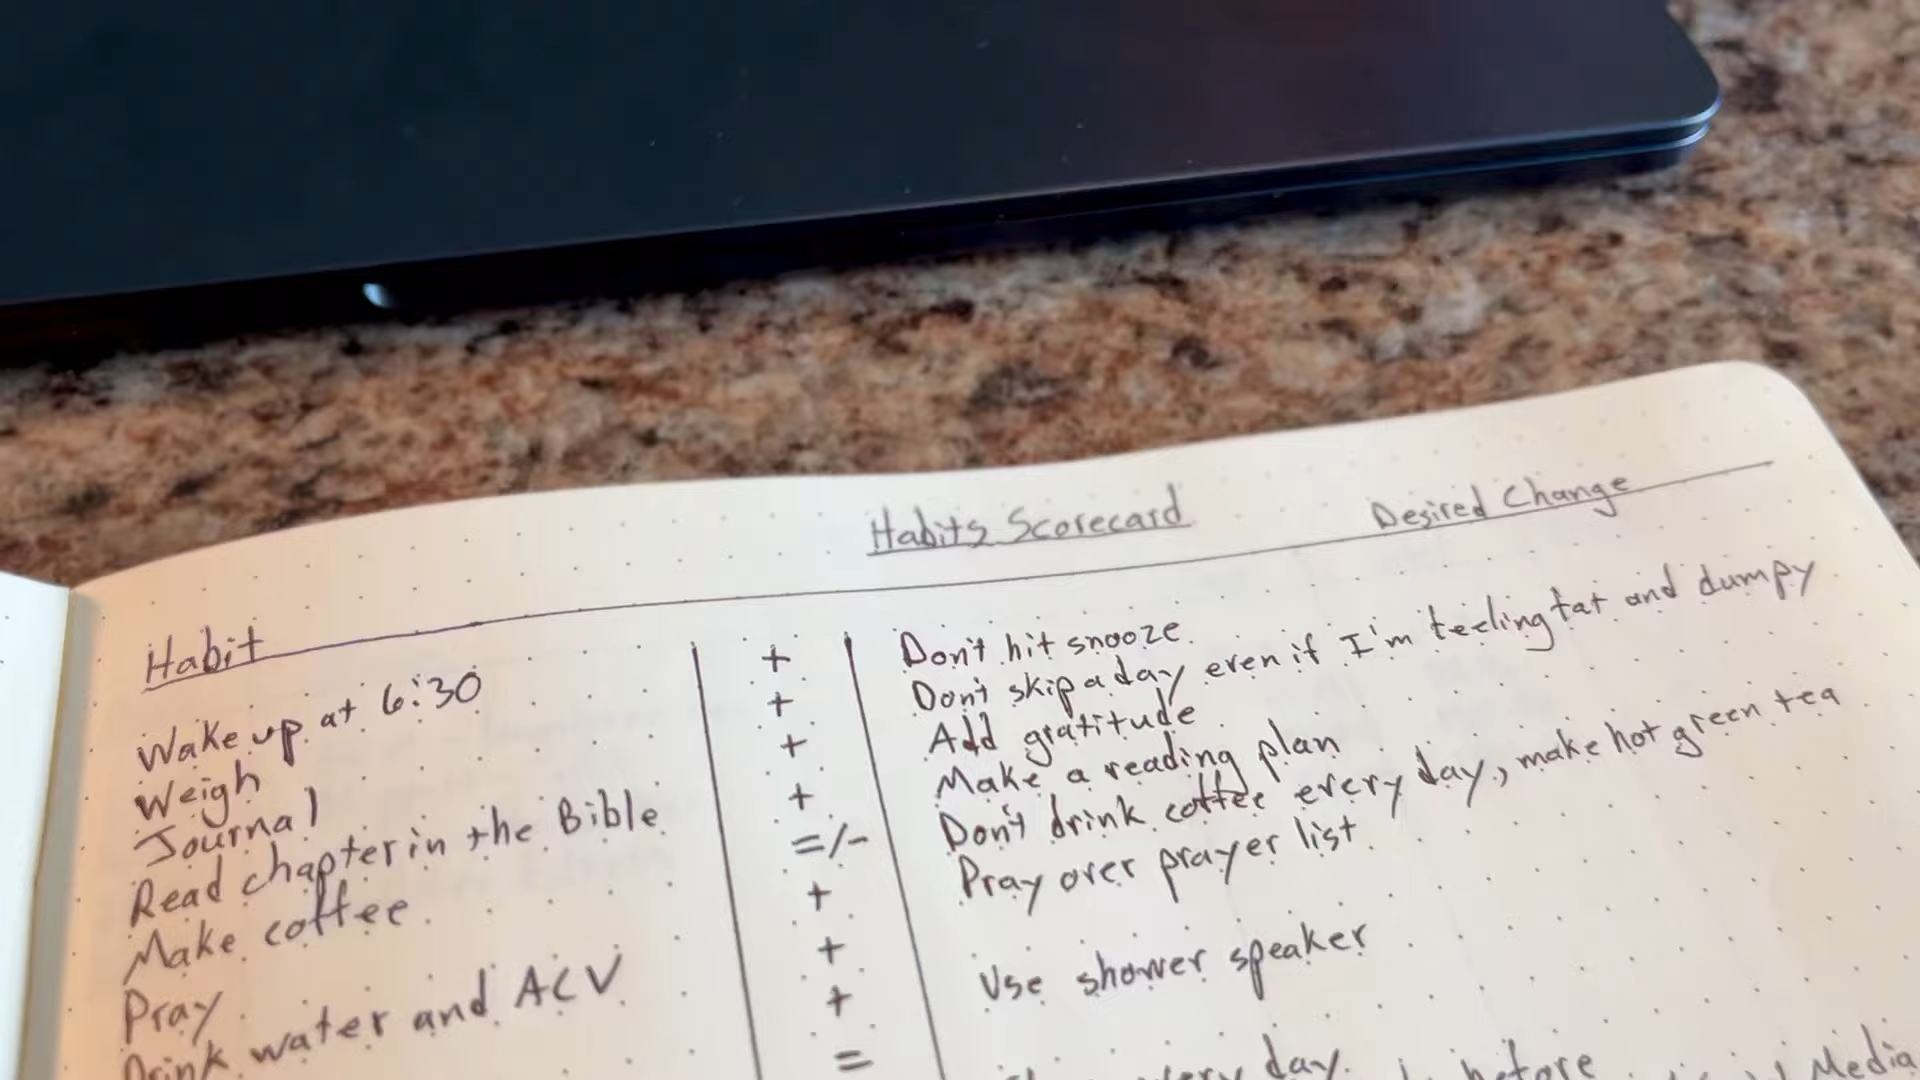 Habits Scorecard
Desired Change
Habit
Wake up at 6:30 + Don't hit snooze
Weigh + Don't skip a day even if I'm feeling fat and dumpy
Journal + Add gratitude
Read chapter in the Bible + Make a reading plan
Make coffee =/- Don't drink coffee every day, make hot green tea
Pray + Pray over prayer list
Drink water and ACV +
+ Use shower speaker
=
day.
before
Media